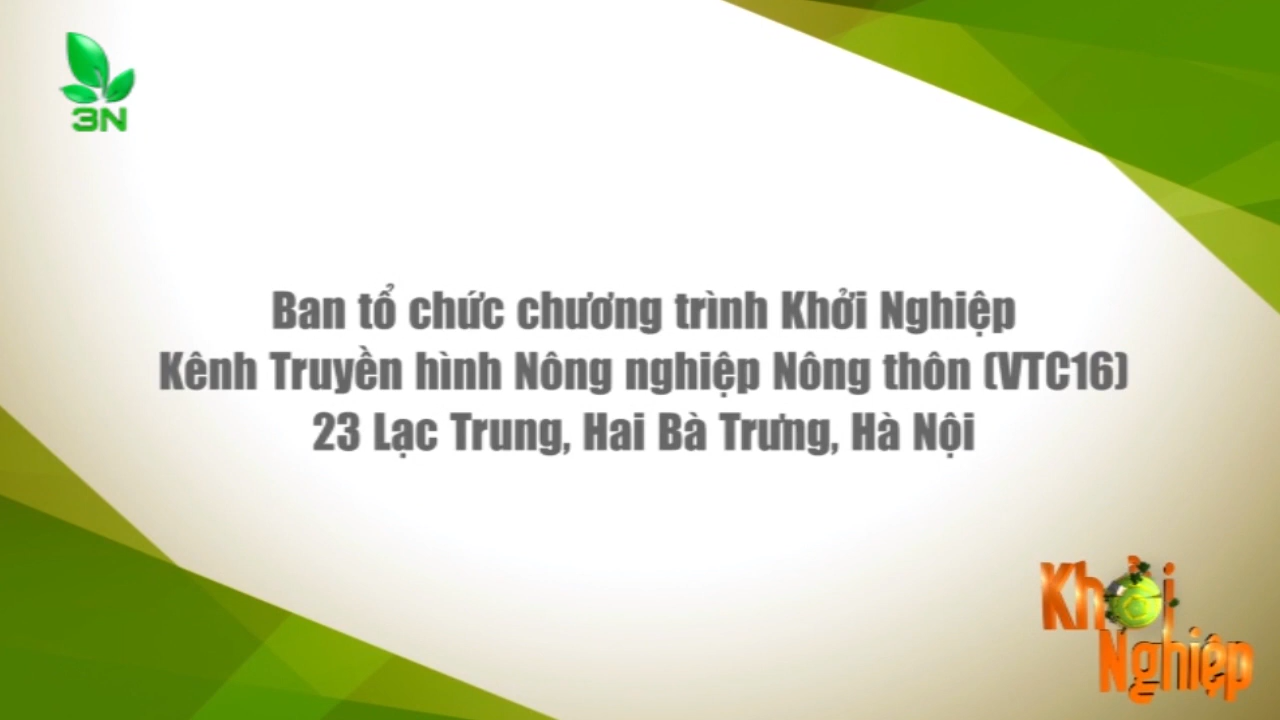 3N
Ban tổ chức chương trình Khởi Nghiệp
Kênh Truyền hình Nông nghiệp Nông thôn (VTC16)
23 Lạc Trung, Hai Bà Trưng, Hà Nội
Khởi
Nghiệp